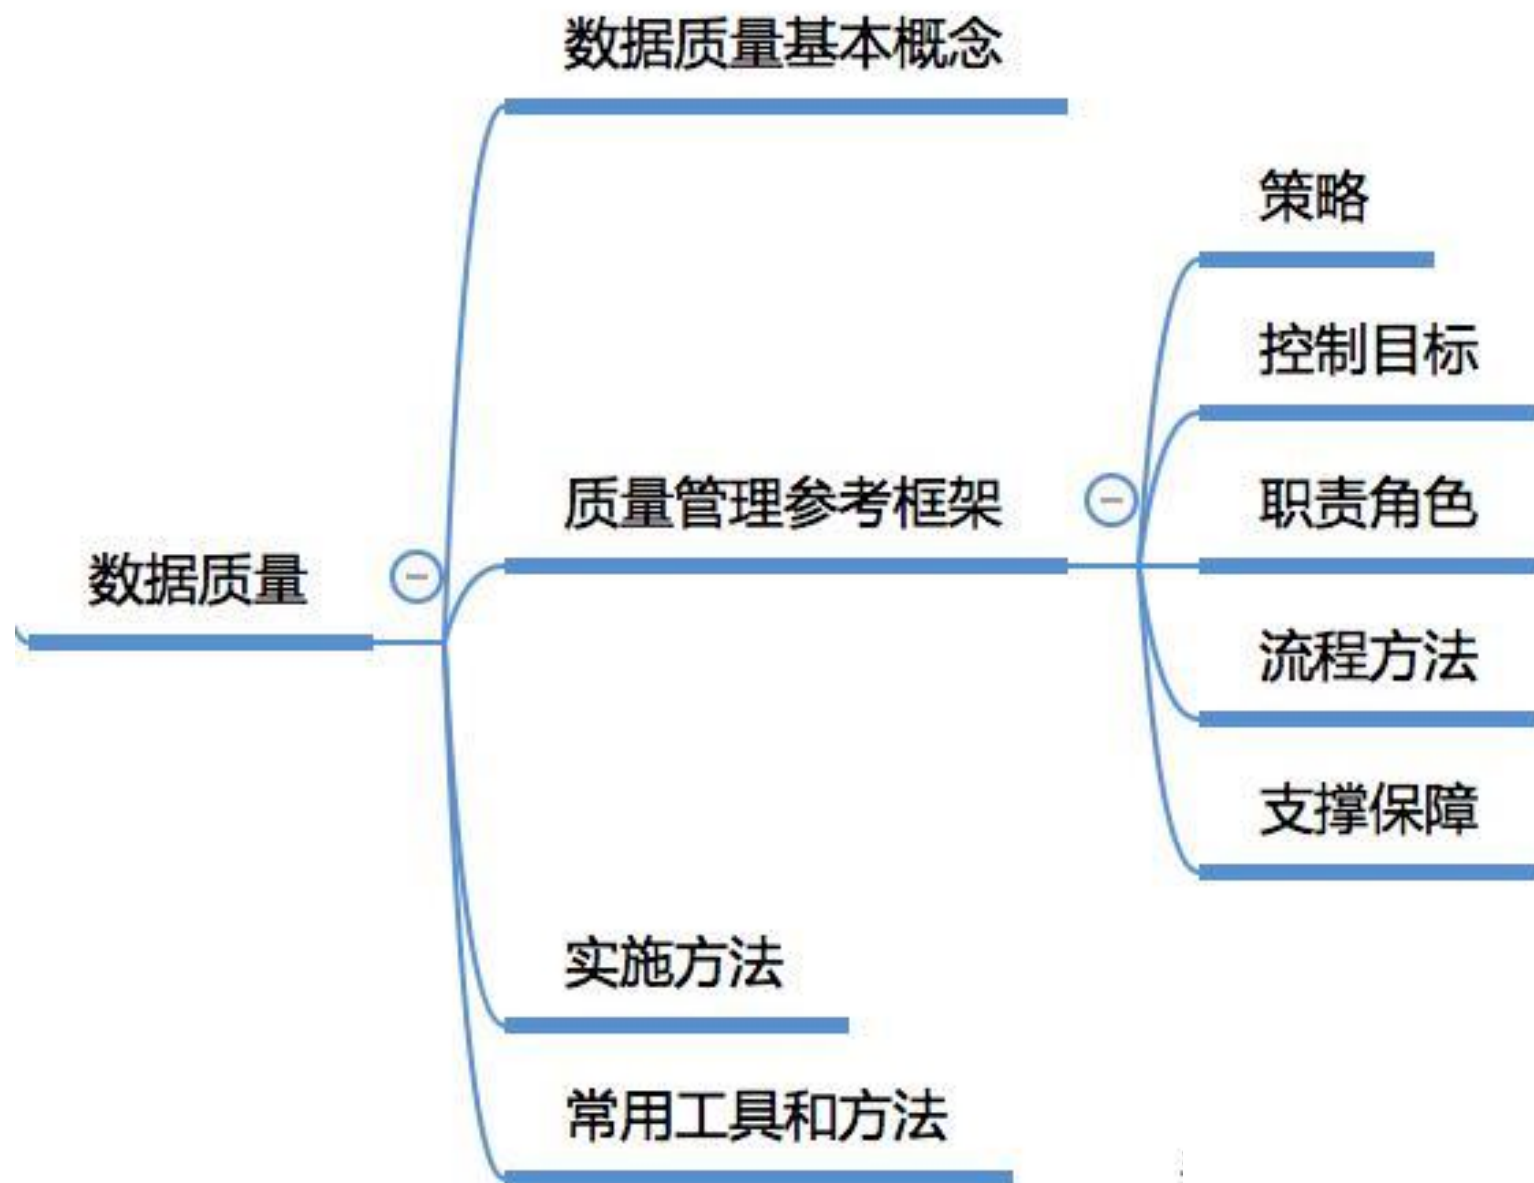 数据质量基本概念
策略
控制目标
质量管理参考框架
职责角色
数据质量
流程方法
支撑保障
实施方法
常用工具和方法